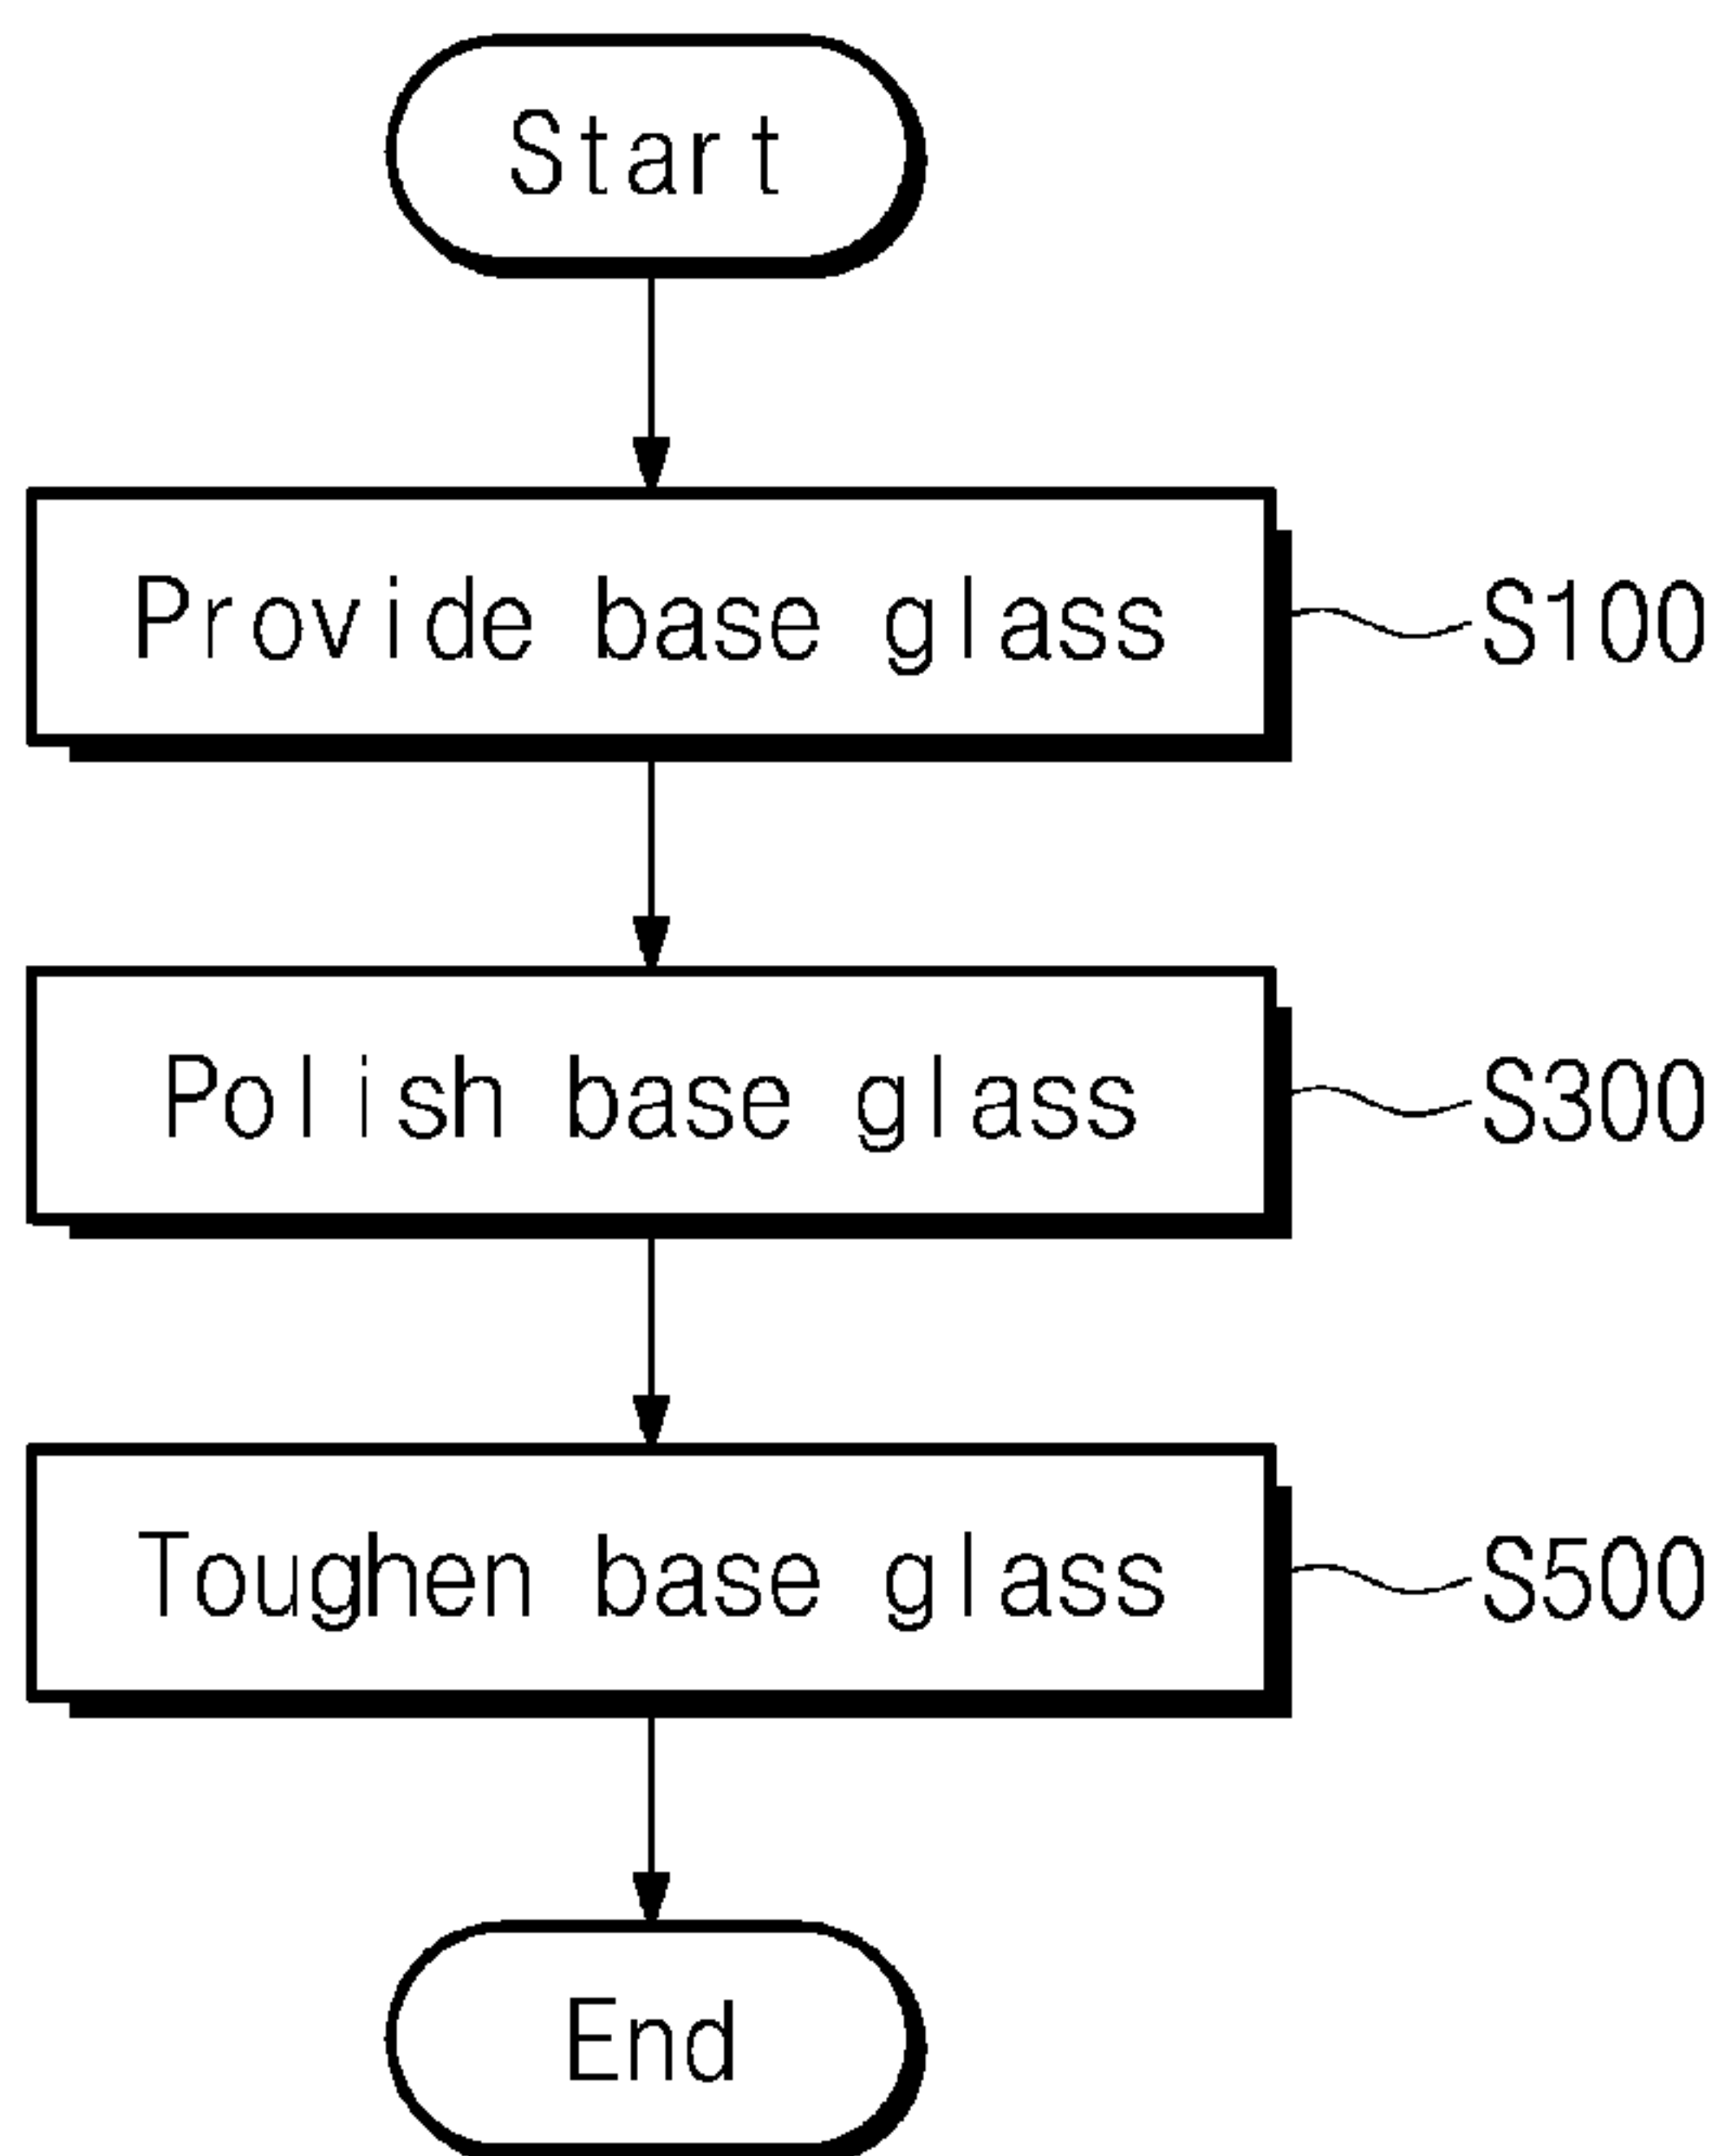 Start
Provide base glass S100
Polish base glass S300
Toughen base glass S500
End